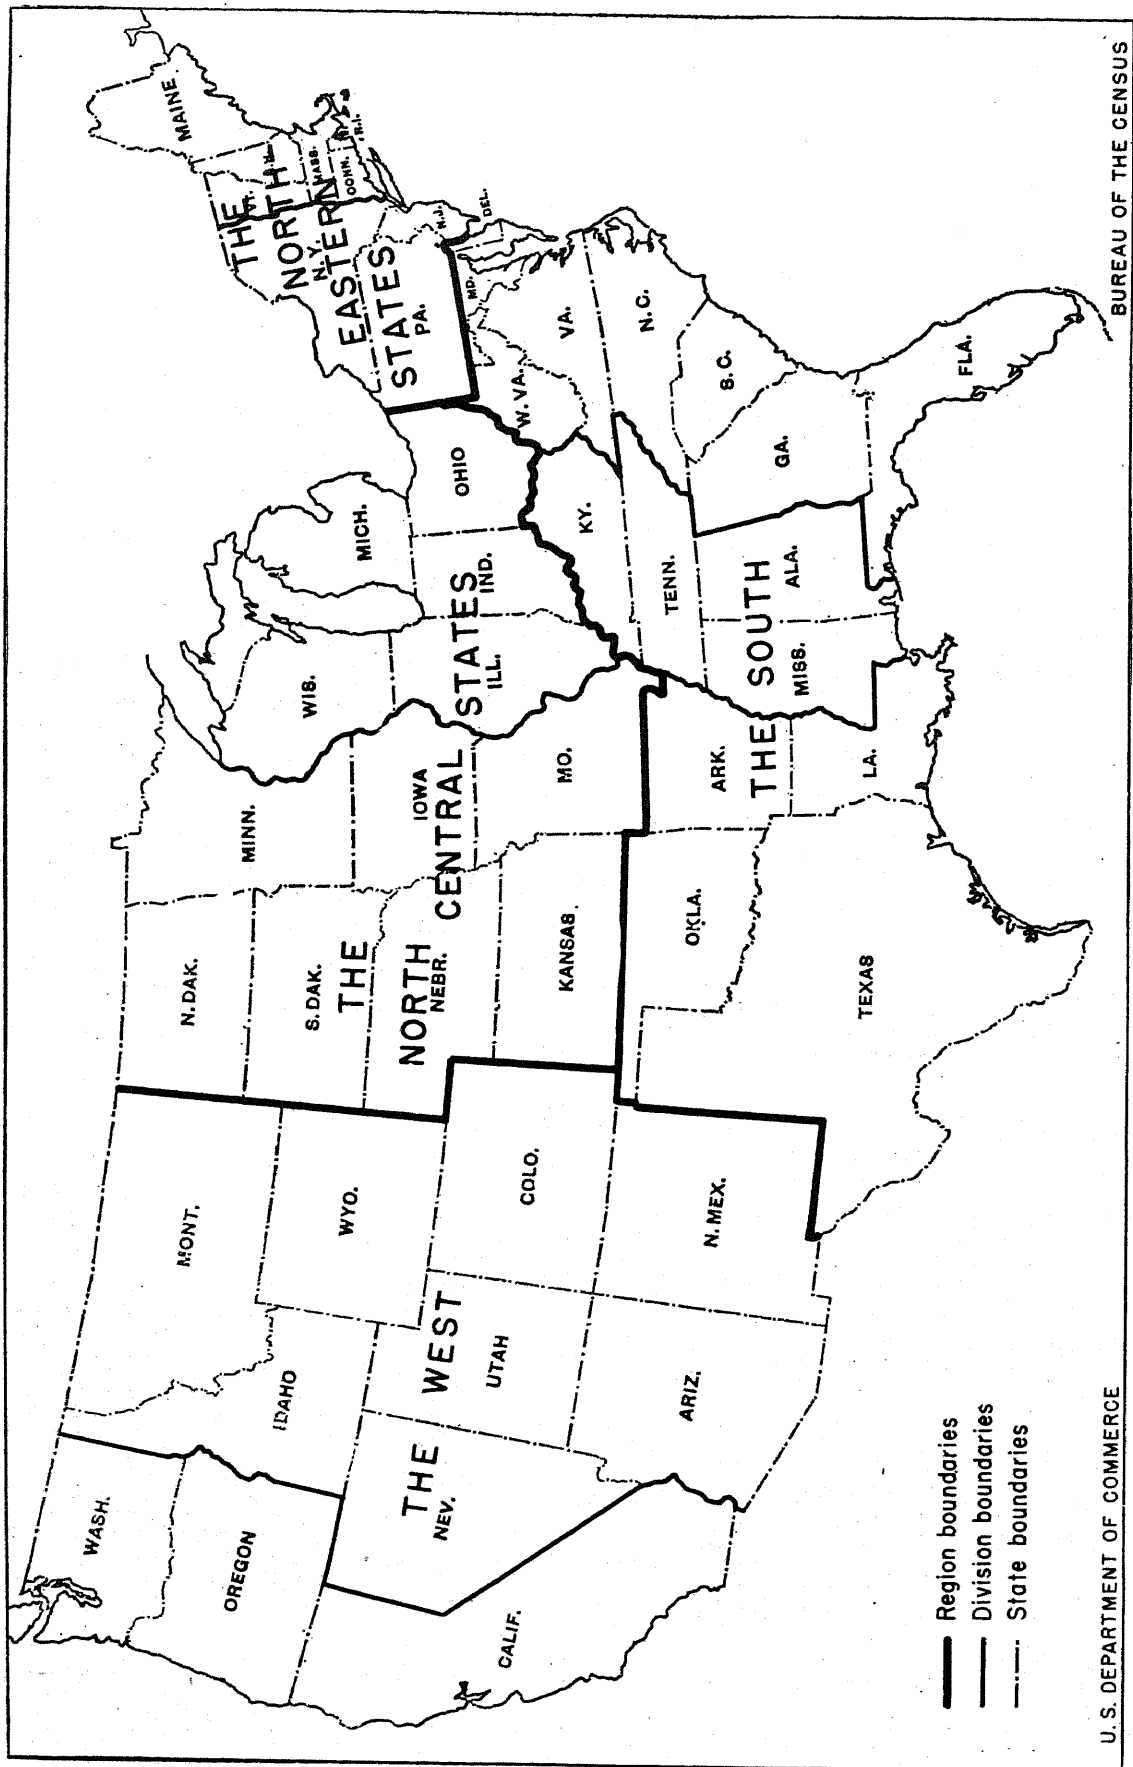 WASH.
OREGON
CALIF.
IDAHO
THE
NEV.
WEST
UTAH
ARIZ.
MONT.
WYO.
COLO.
N. MEX.
N. DAK.
S. DAK.
THE
NORTH
NEBR.
CENTRAL
STATES
KANSAS
MINN.
IOWA
MO.
WIS.
ILL.
IND.
MICH.
OHIO
THE
NORTH
EASTERN
STATES
MAINE
VT.
N.Y.
MASS.
CONN.
R.I.
PA.
N.J.
DEL.
MD.
W. VA.
VA.
KY.
N.C.
TENN.
S.C.
GA.
FLA.
ALA.
MISS.
THE SOUTH
ARK.
LA.
OKLA.
TEXAS
Region boundaries
Division boundaries
State boundaries
U.S. DEPARTMENT OF COMMERCE
BUREAU OF THE CENSUS